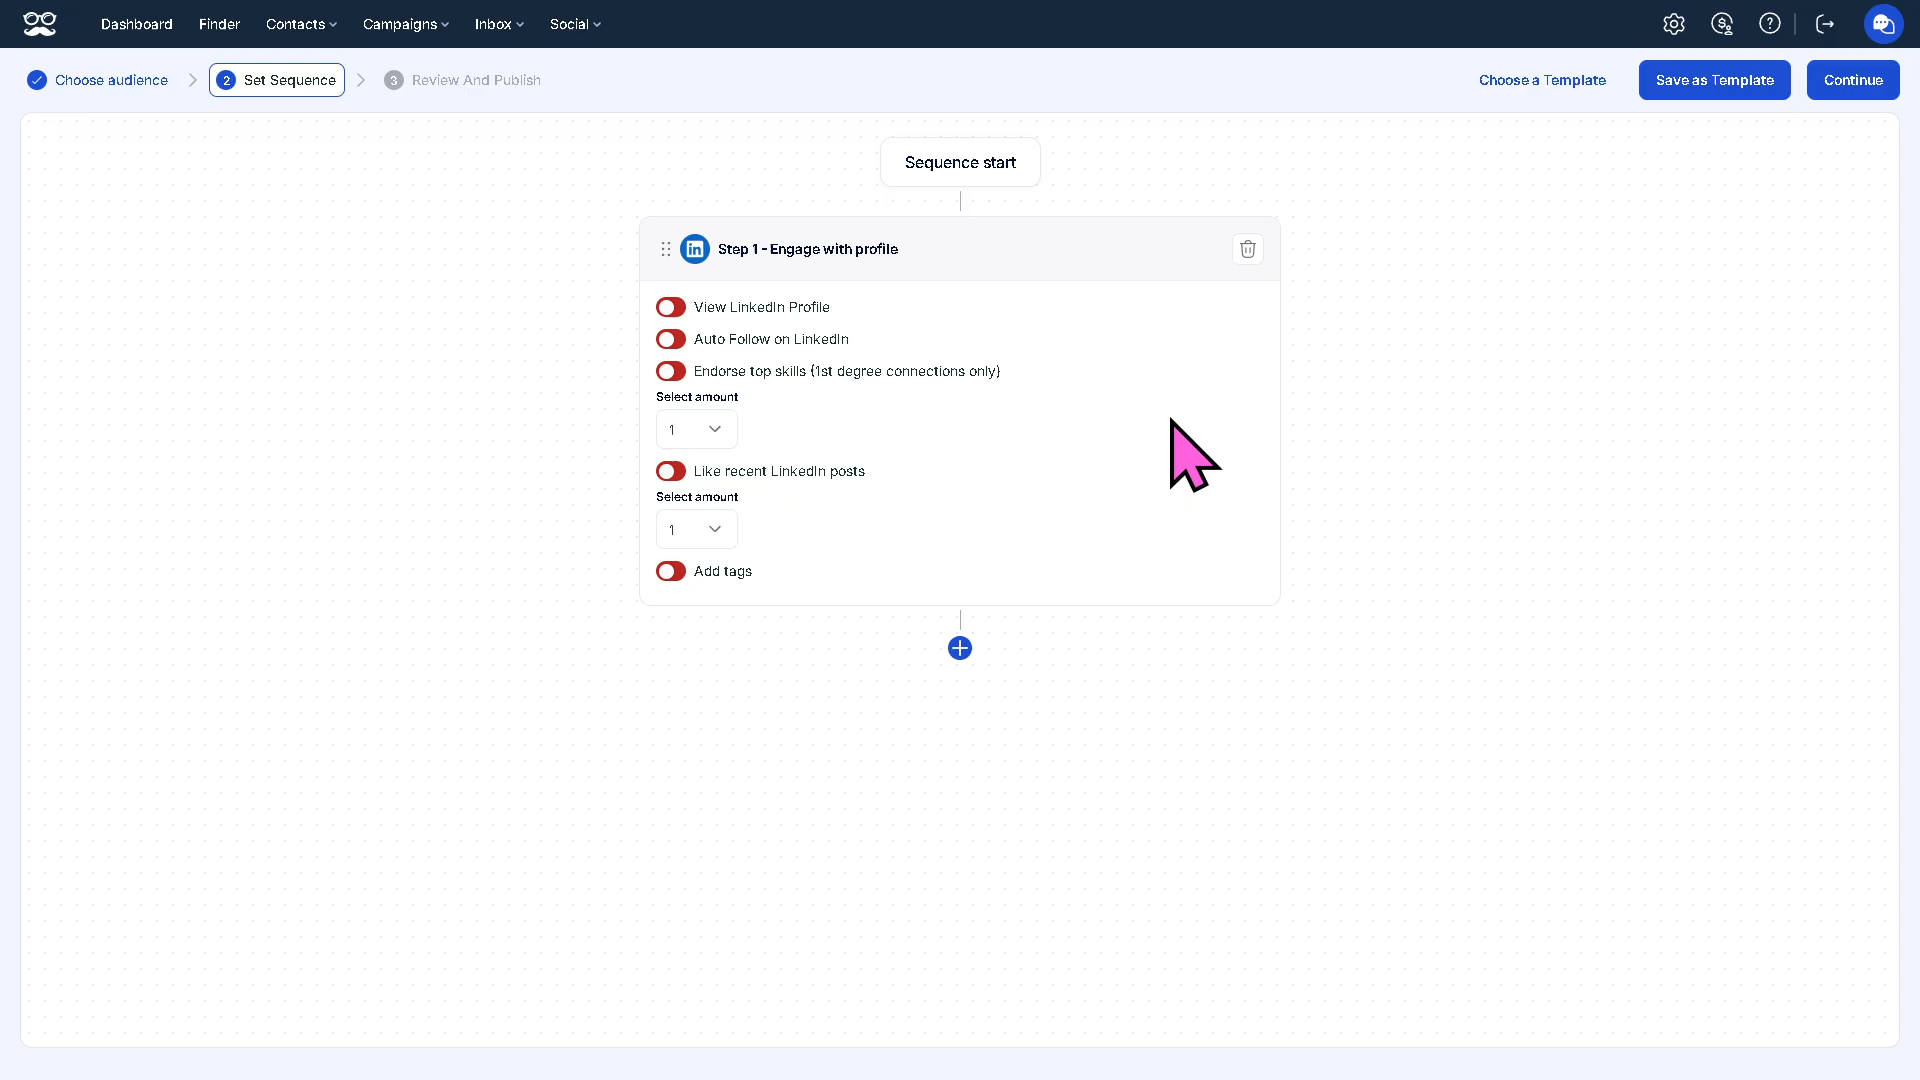 Dashboard Finder Contacts Campaigns Inbox Social
Choose audience 2 Set Sequence 3 Review And Publish Choose a Template Save as Template Continue
Sequence start
in Step 1 - Engage with profile
View LinkedIn Profile
Auto Follow on LinkedIn
Endorse top skills (1st degree connections only)
Select amount
1
Like recent LinkedIn posts
Select amount
1
Add tags